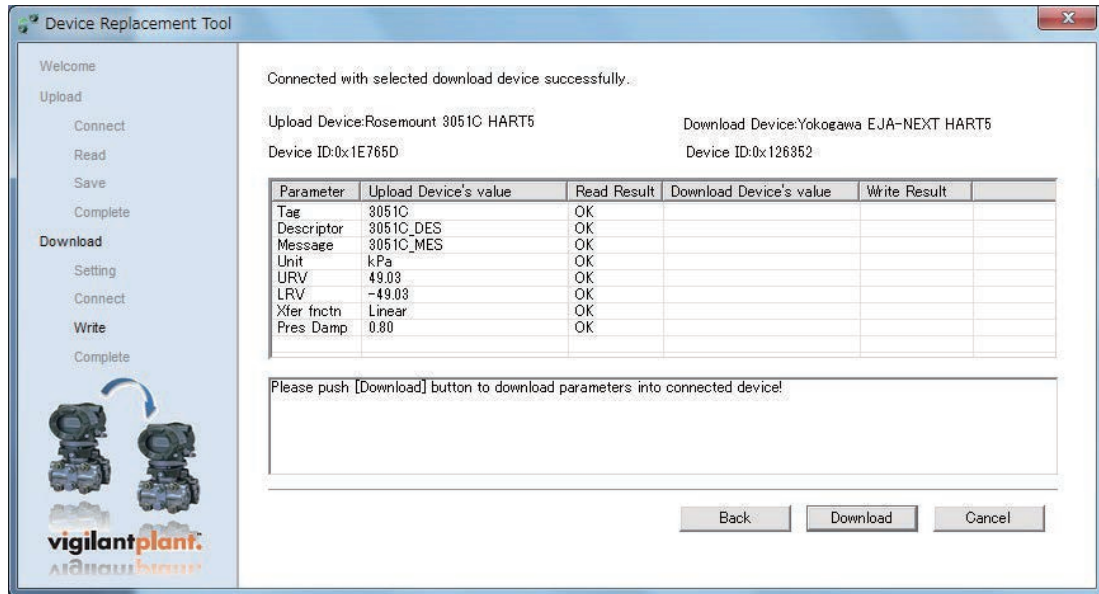 Device Replacement Tool
Welcome
Upload
Connect
Read
Save
Complete
Download
Setting
Connect
Write
Complete
vigilantplant.
Connected with selected download device successfully.
Upload Device:Rosemount 3051C HART5 Download Device:Yokogawa EJA-NEXT HART5
Device ID:0x1E765D Device ID:0x126352
Parameter Upload Device's value Read Result Download Device's value Write Result
Tag 3051C OK
Descriptor 3051C_DES OK
Message 3051C_MES OK
Unit kPa OK
URV 49.03 OK
LRV -49.03 OK
Xfer fnctn Linear OK
Pres Damp 0.80 OK
Please push [Download] button to download parameters into connected device!
Back Download Cancel